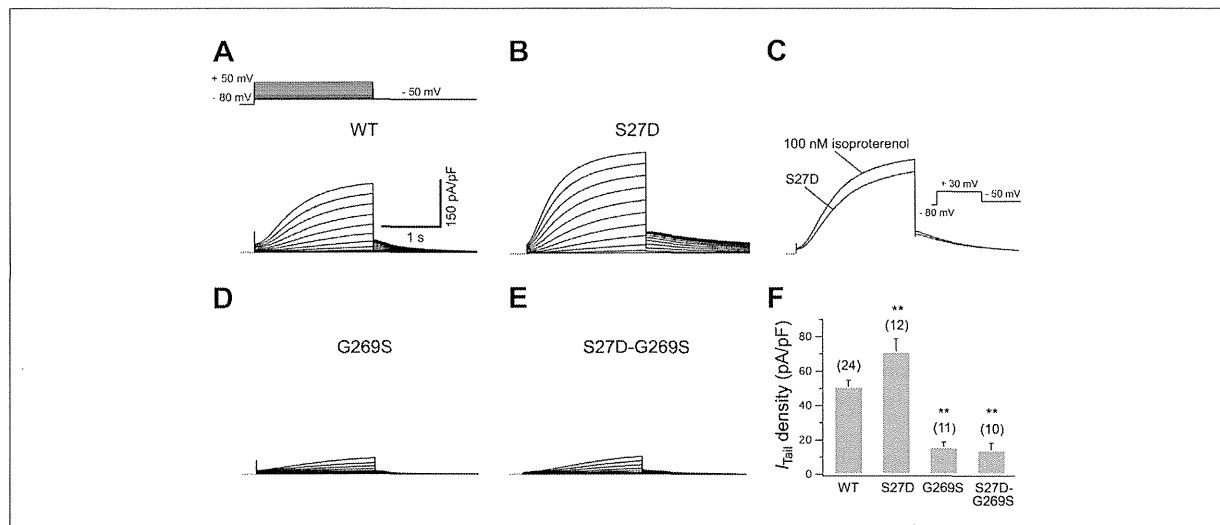 A
+ 50 mV
- 80 mV
- 50 mV
WT
150 pA/pF
1 s
B
S27D
C
100 nM isoproterenol
S27D
+ 30 mV
- 50 mV
- 80 mV
D
G269S
E
S27D-G269S
F
I Tail density (pA/pF)
80
60
40
20
0
(24)
**
(12)
**
(11)
**
(10)
WT
S27D
G269S
S27D-
G269S